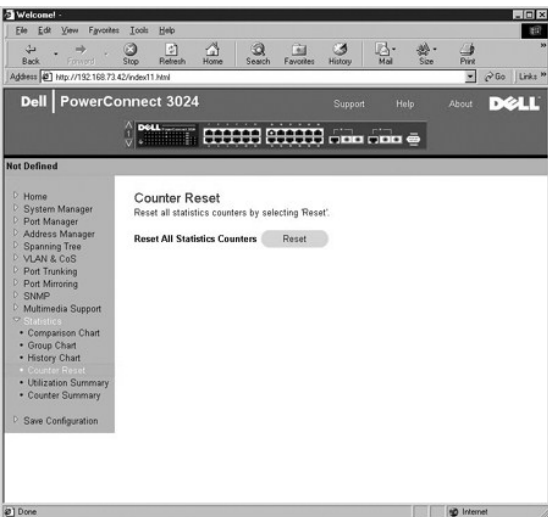 Welcome! -
File Edit View Favorites Tools Help
Back Forward Stop Refresh Home Search Favorites History Mail Size Print
Address http://192.168.73.42/index11.html Go Links »
Dell | PowerConnect 3024 Support Help About DELL
DELL
Not Defined
Home
System Manager
Port Manager
Address Manager
Spanning Tree
VLAN & CoS
Port Trunking
Port Mirroring
SNMP
Multimedia Support
Statistics
• Comparison Chart
• Group Chart
• History Chart
• Counter Reset
• Utilization Summary
• Counter Summary
Save Configuration
Counter Reset
Reset all statistics counters by selecting 'Reset'.
Reset All Statistics Counters Reset
Done Internet